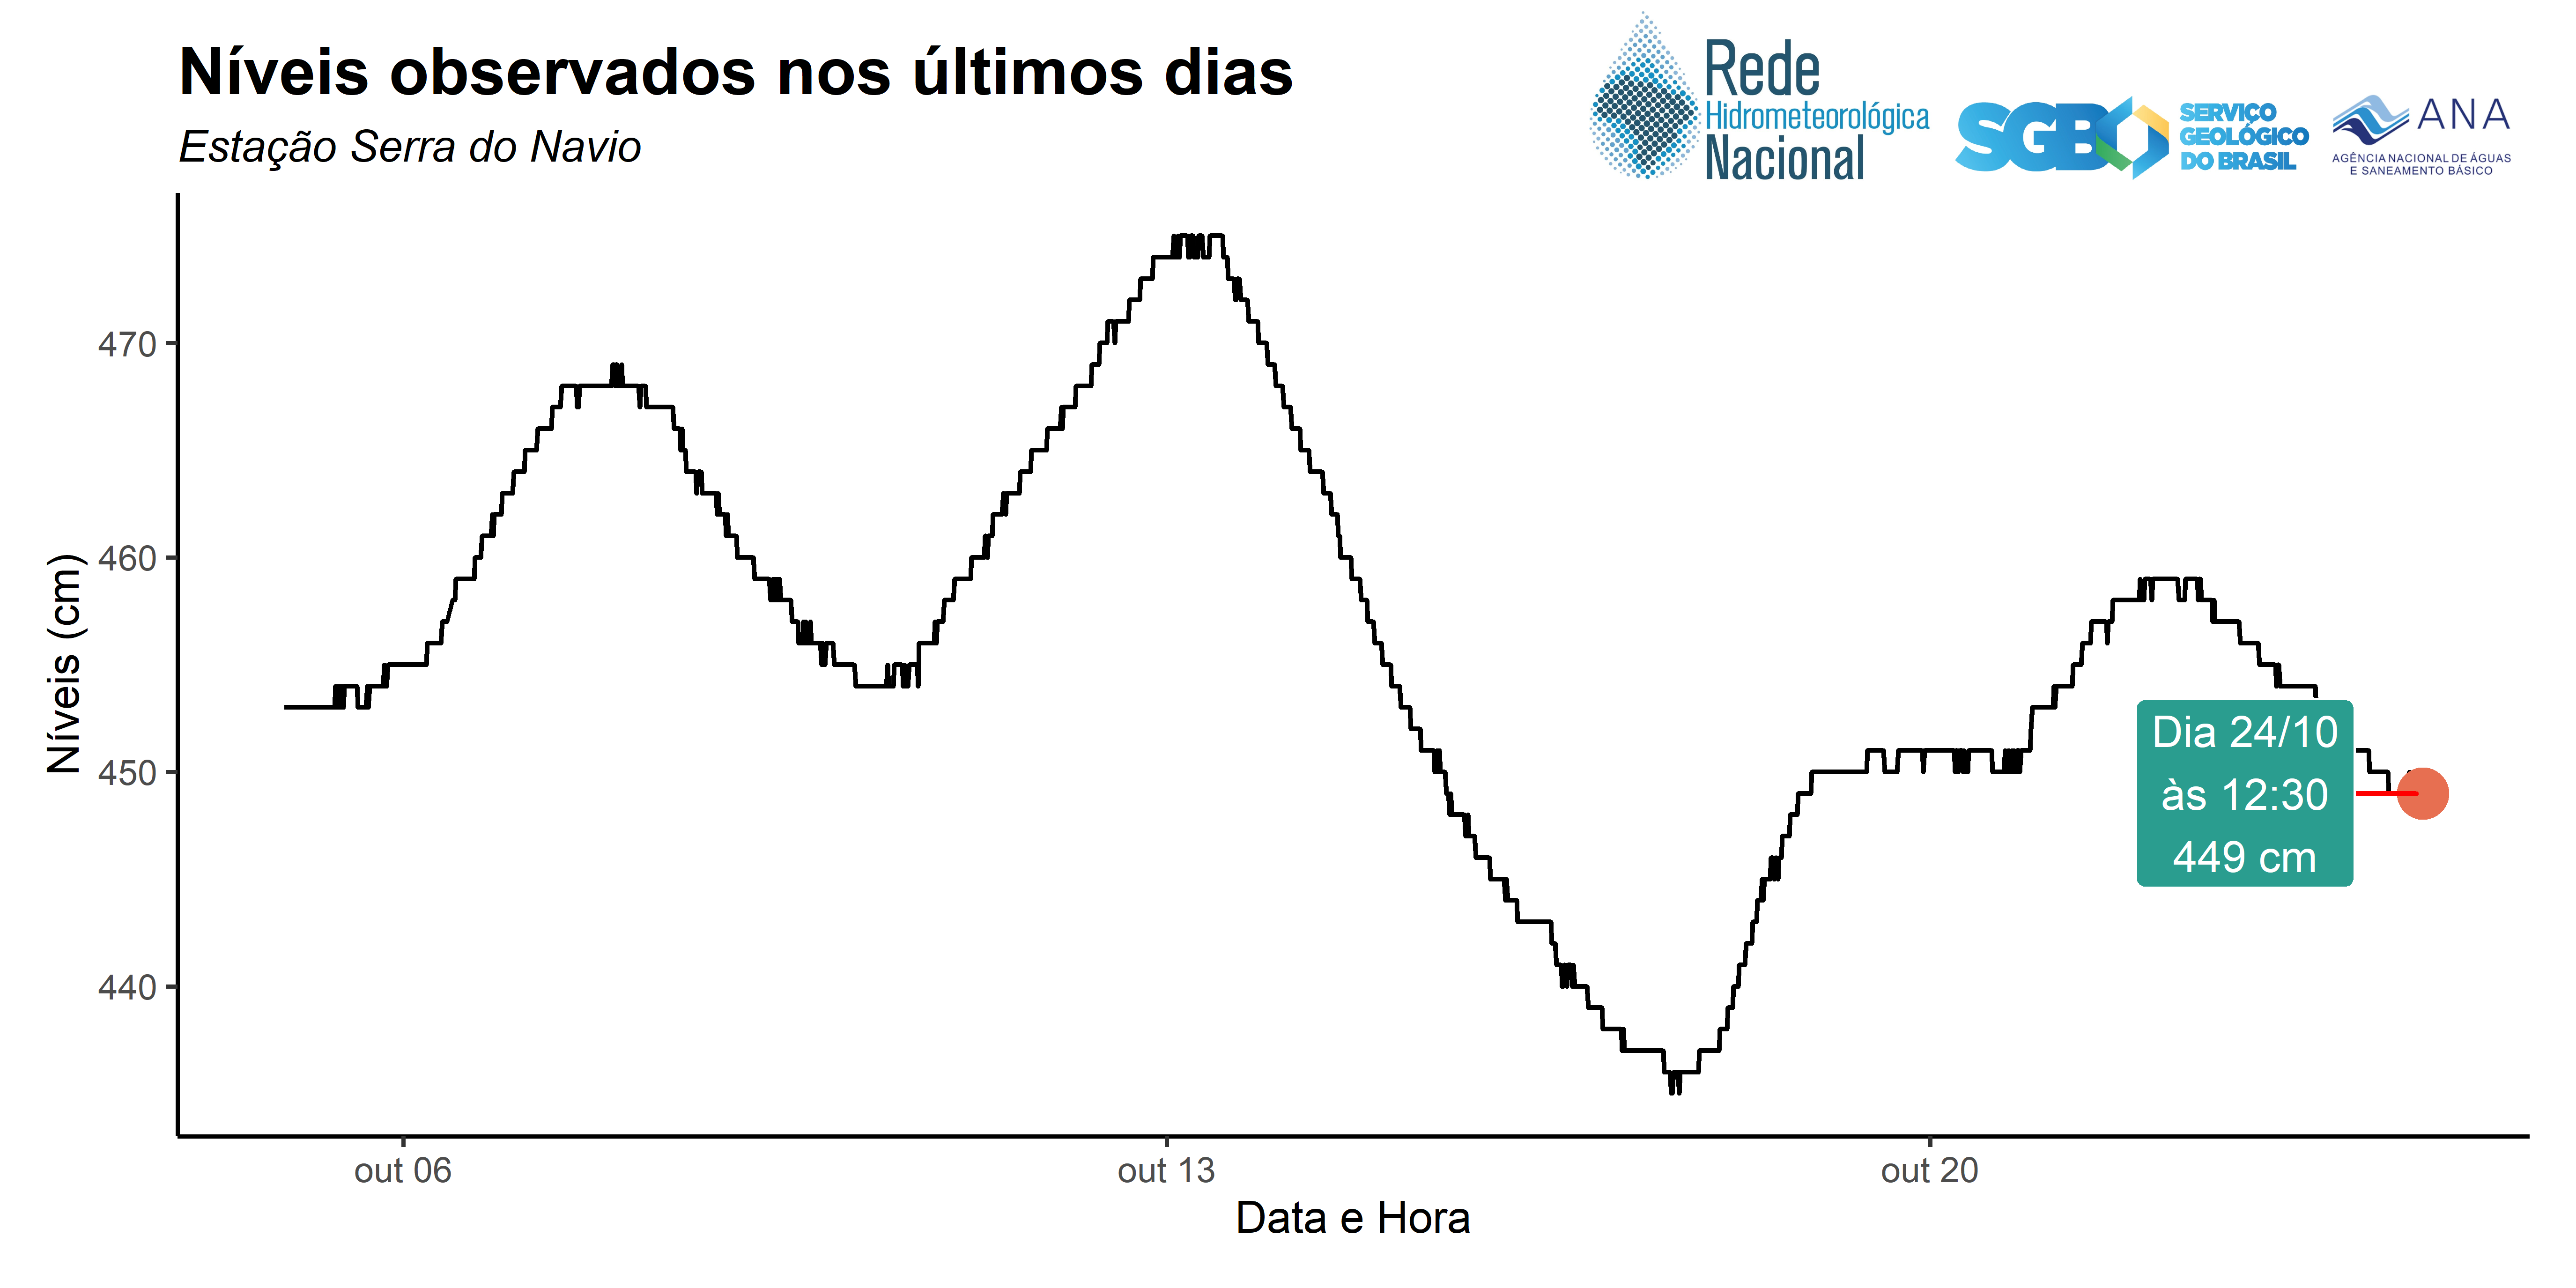 Níveis observados nos últimos dias
Estação Serra do Navio
Rede
Hidrometeorológica
Nacional
SGB
SERVIÇO
GEOLÓGICO
DO BRASIL
ANA
AGÊNCIA NACIONAL DE ÁGUAS
E SANEAMENTO BÁSICO
Níveis (cm)
470
460
450
440
Dia 24/10
às 12:30
449 cm
out 06
out 13
out 20
Data e Hora